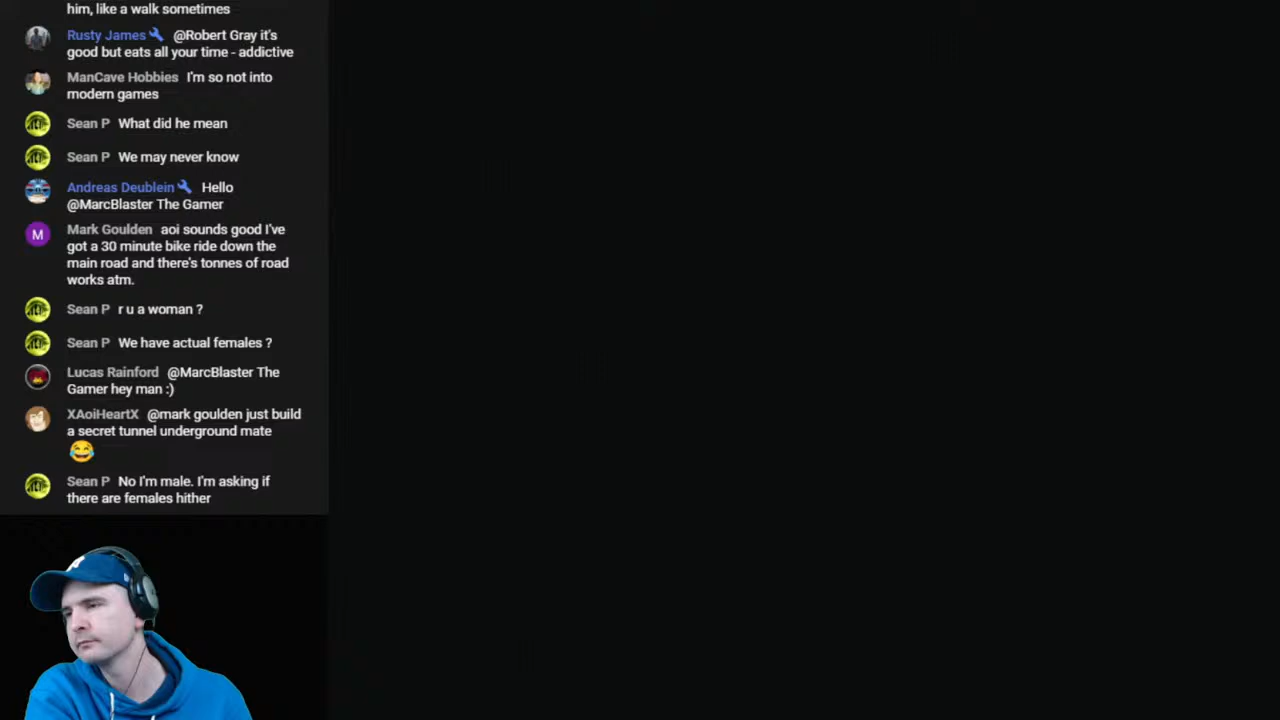 him, like a walk sometimes
Rusty James @Robert Gray it's
good but eats all your time - addictive
ManCave Hobbies I'm so not into
modern games
Sean P What did he mean
Sean P We may never know
Andreas Deublein Hello
@MarcBlaster The Gamer
Mark Goulden aoi sounds good I've
got a 30 minute bike ride down the
main road and there's tonnes of road
works atm.
Sean P r u a woman ?
Sean P We have actual females ?
Lucas Rainford @MarcBlaster The
Gamer hey man :)
XAoiHeartX @mark goulden just build
a secret tunnel underground mate
😂
Sean P No I'm male. I'm asking if
there are females hither
M